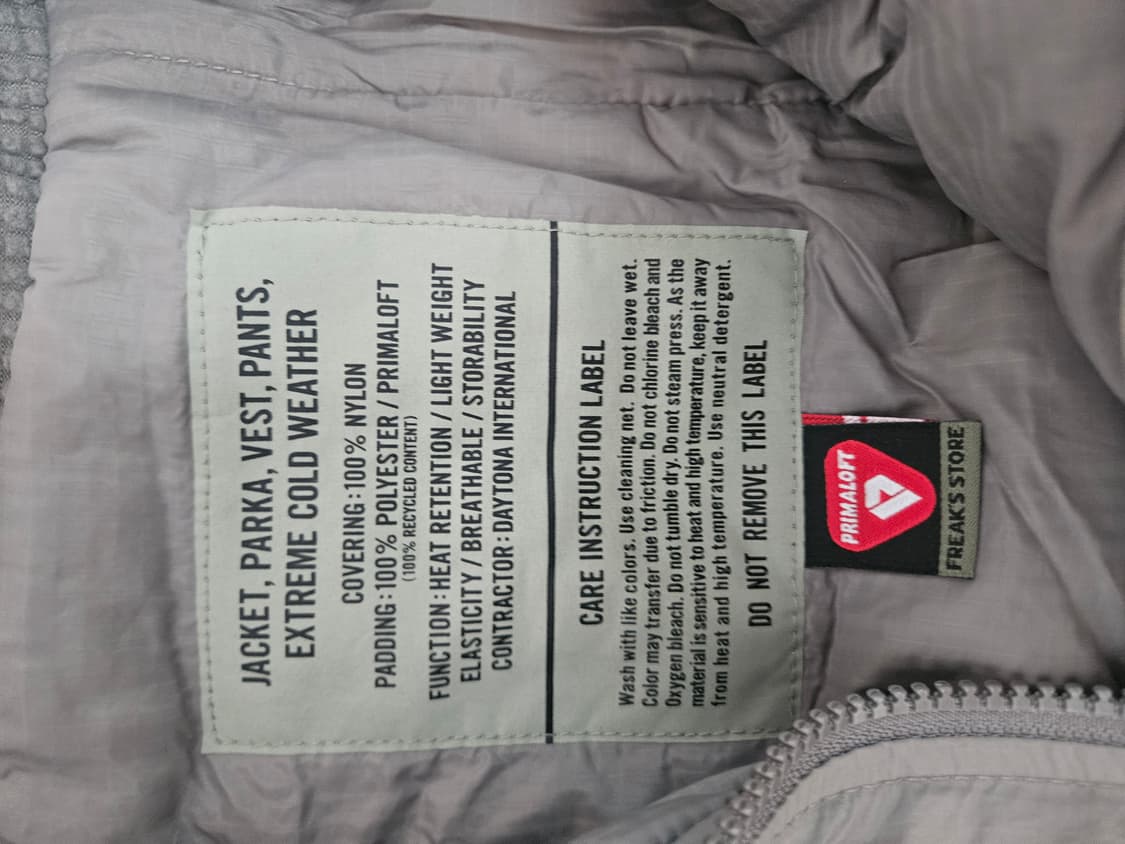 JACKET, PARKA, VEST, PANTS,
EXTREME COLD WEATHER
COVERING:100% NYLON
PADDING:100% POLYESTER / PRIMALOFT
(100% RECYCLED CONTENT)
FUNCTION:HEAT RETENTION / LIGHT WEIGHT
ELASTICITY / BREATHABLE / STORABILITY
CONTRACTOR:DAYTONA INTERNATIONAL
CARE INSTRUCTION LABEL
Wash with like colors. Use cleaning net. Do not leave wet.
Color may transfer due to friction. Do not chlorine bleach and
Oxygen bleach. Do not tumble dry. Do not steam press. As the
material is sensitive to heat and high temperature, keep it away
from heat and high temperature. Use neutral detergent.
DO NOT REMOVE THIS LABEL
PRIMALOFT
FREAK'S STORE